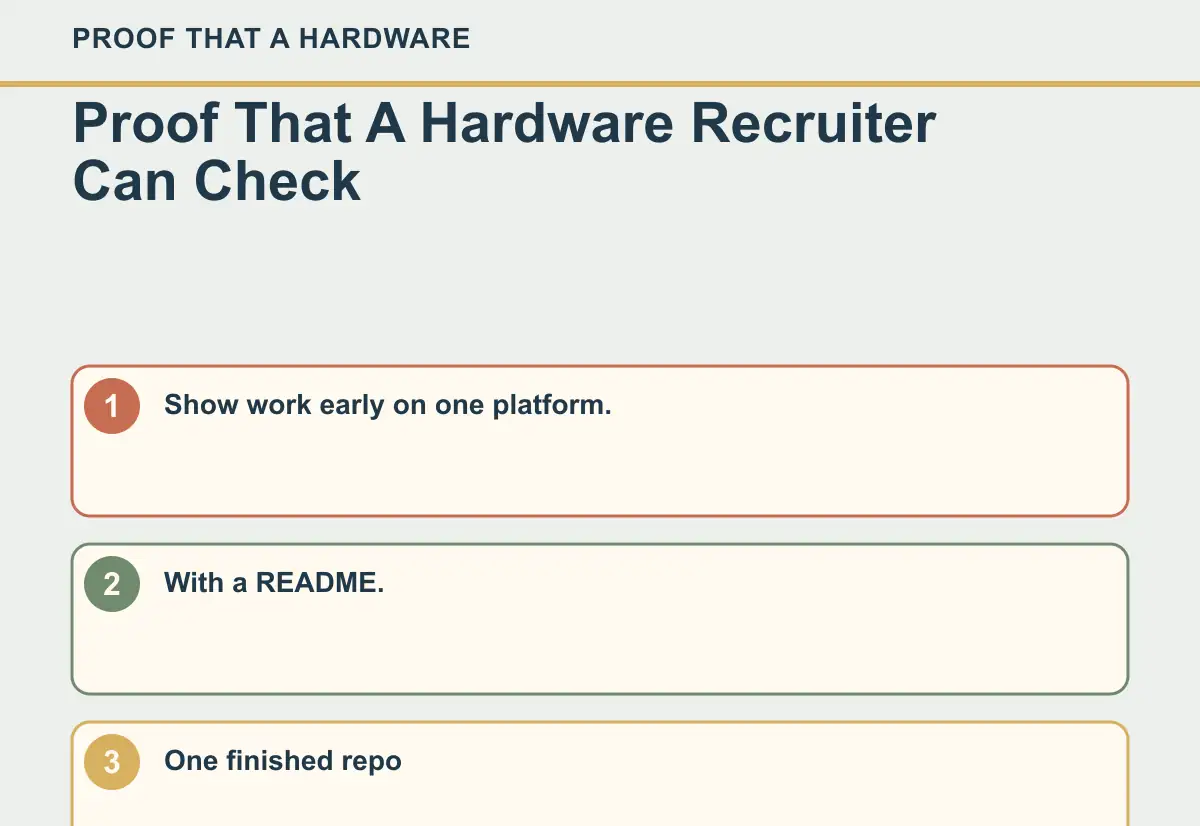 PROOF THAT A HARDWARE
Proof That A Hardware Recruiter
Can Check
1 Show work early on one platform.
2 With a README.
3 One finished repo